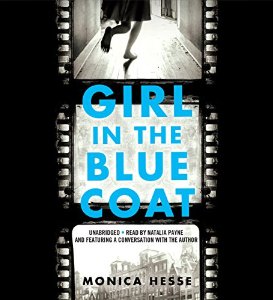 GIRL
IN THE
BLUE
COAT
UNABRIDGED • READ BY NATALIA PAYNE
AND FEATURING A CONVERSATION WITH THE AUTHOR
MONICA HESSE